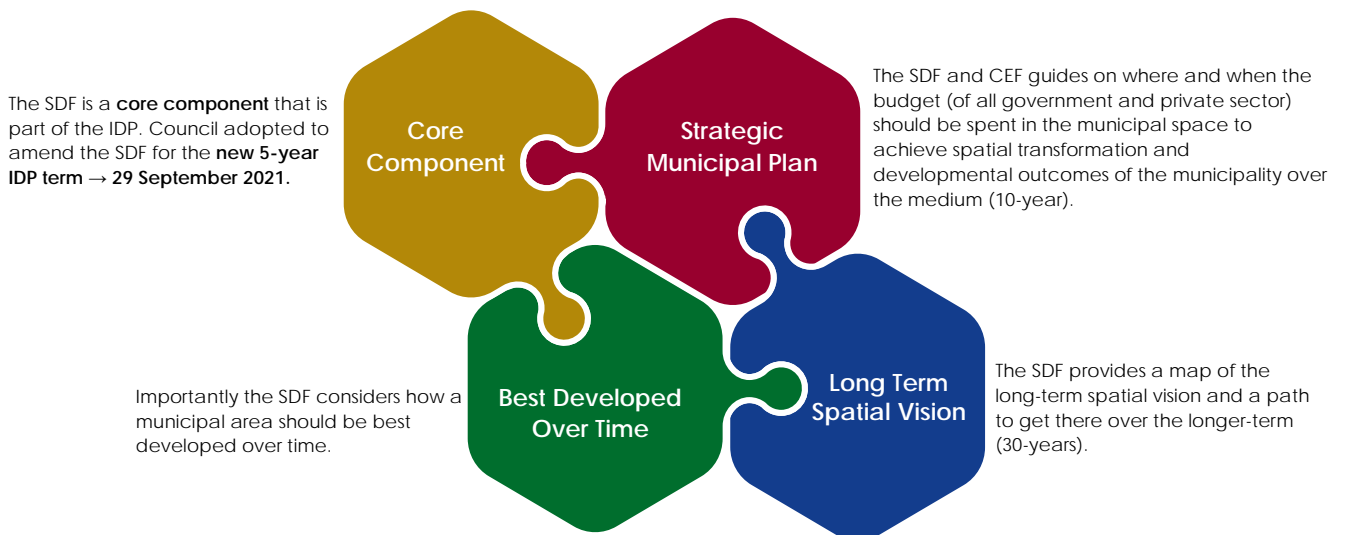 The SDF is a core component that is
part of the IDP. Council adopted to
amend the SDF for the new 5-year
IDP term → 29 September 2021.
Core
Component
Strategic
Municipal Plan
The SDF and CEF guides on where and when the
budget (of all government and private sector)
should be spent in the municipal space to
achieve spatial transformation and
developmental outcomes of the municipality over
the medium (10-year).
Importantly the SDF considers how a
municipal area should be best
developed over time.
Best Developed
Over Time
Long Term
Spatial Vision
The SDF provides a map of the
long-term spatial vision and a path
to get there over the longer-term
(30-years).